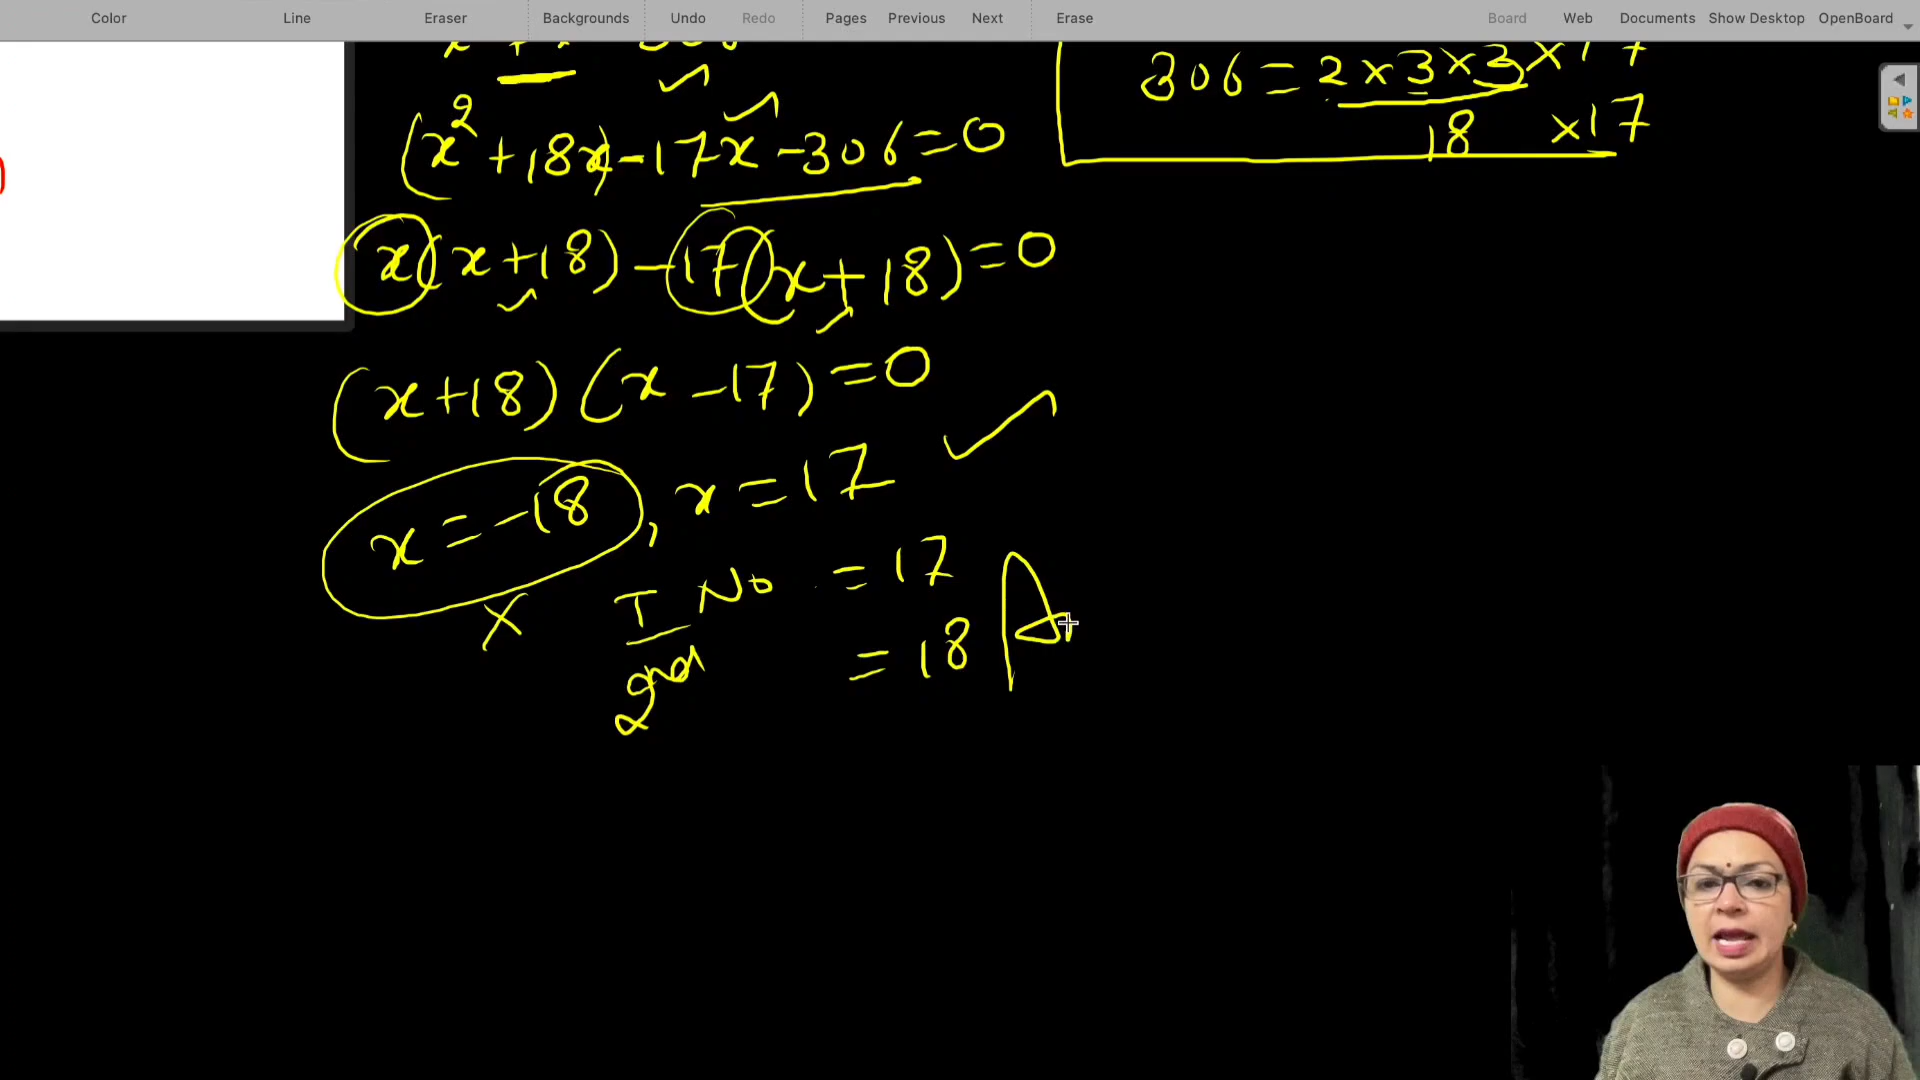 Color Line Eraser Backgrounds Undo Redo Pages Previous Next Erase Board Web Documents Show Desktop OpenBoard
306 = 2 × 3 × 3 × 17
18 × 17
(x² + 18x) - 17x - 306 = 0
x(x + 18) - 17(x + 18) = 0
(x + 18) (x - 17) = 0
x = -18, x = 17
I No = 17
2nd = 18